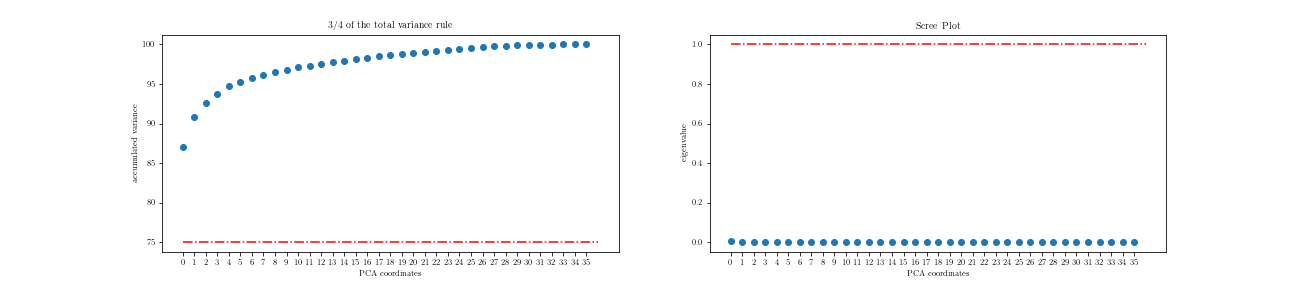 3/4 of the total variance rule
100
95
90
85
80
75
accumulated variance
0 1 2 3 4 5 6 7 8 9 10 11 12 13 14 15 16 17 18 19 20 21 22 23 24 25 26 27 28 29 30 31 32 33 34 35
PCA coordinates
Scree Plot
1.0
0.8
0.6
0.4
0.2
0.0
eigenvalue
0 1 2 3 4 5 6 7 8 9 10 11 12 13 14 15 16 17 18 19 20 21 22 23 24 25 26 27 28 29 30 31 32 33 34 35
PCA coordinates